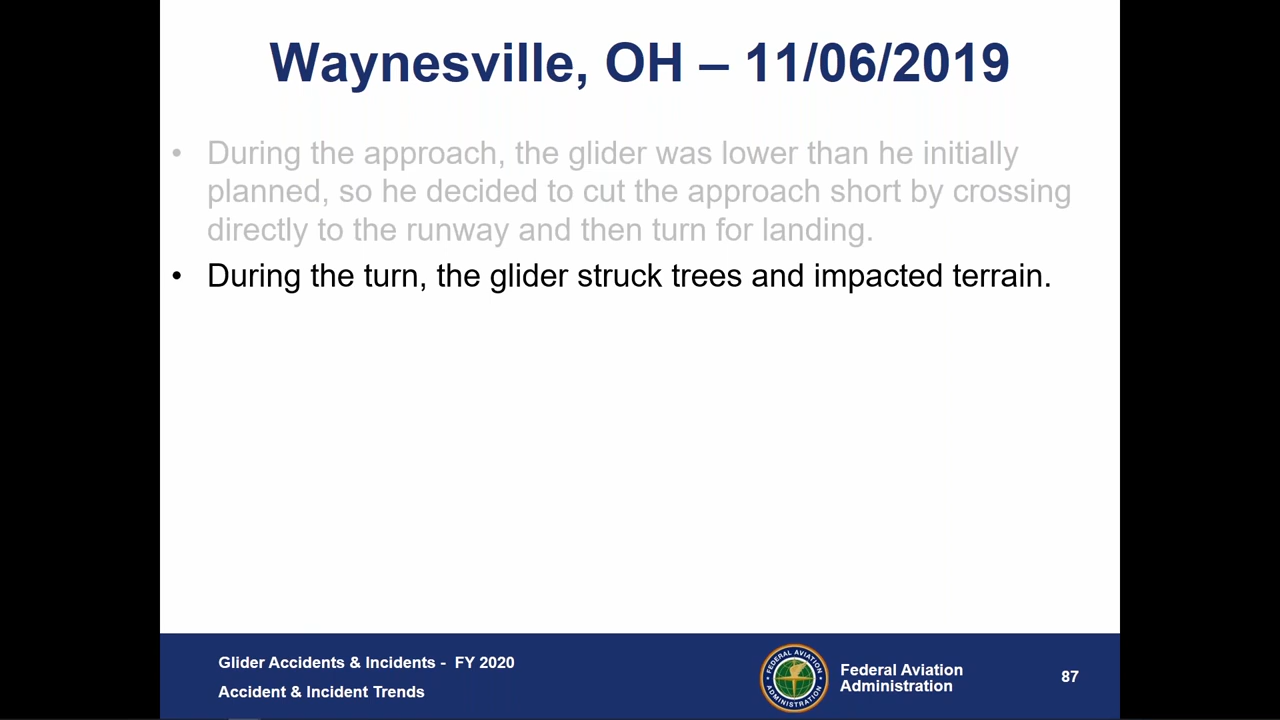 Waynesville, OH – 11/06/2019
• During the approach, the glider was lower than he initially
planned, so he decided to cut the approach short by crossing
directly to the runway and then turn for landing.
• During the turn, the glider struck trees and impacted terrain.
Glider Accidents & Incidents - FY 2020
Accident & Incident Trends
FEDERAL AVIATION
ADMINISTRATION
Federal Aviation
Administration
87